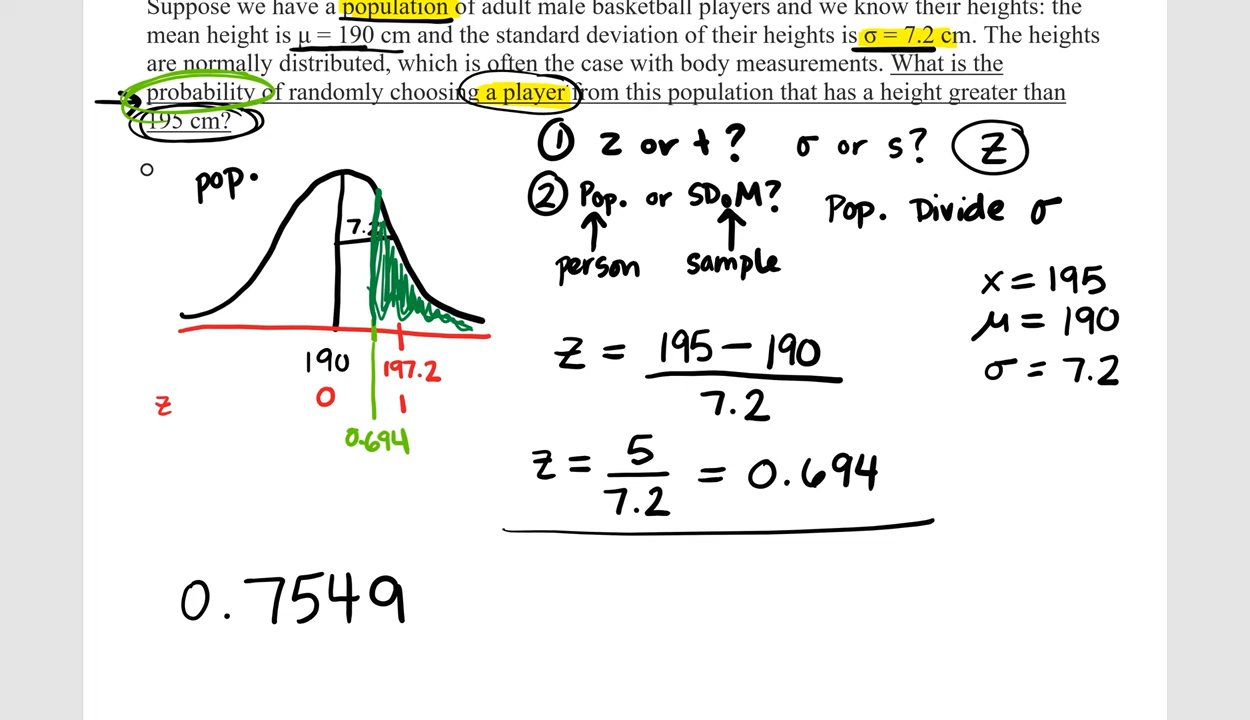 Suppose we have a population of adult male basketball players and we know their heights: the
mean height is μ = 190 cm and the standard deviation of their heights is σ = 7.2 cm. The heights
are normally distributed, which is often the case with body measurements. What is the
probability of randomly choosing a player from this population that has a height greater than
195 cm?
① z or t? σ or s? Z
pop.
② Pop. or SDoM? Pop. Divide σ
7.2
person sample
x = 195
μ = 190
σ = 7.2
z = 195 - 190
7.2
190 197.2
z 0 1
0.694
z = 5 = 0.694
7.2
0.7549